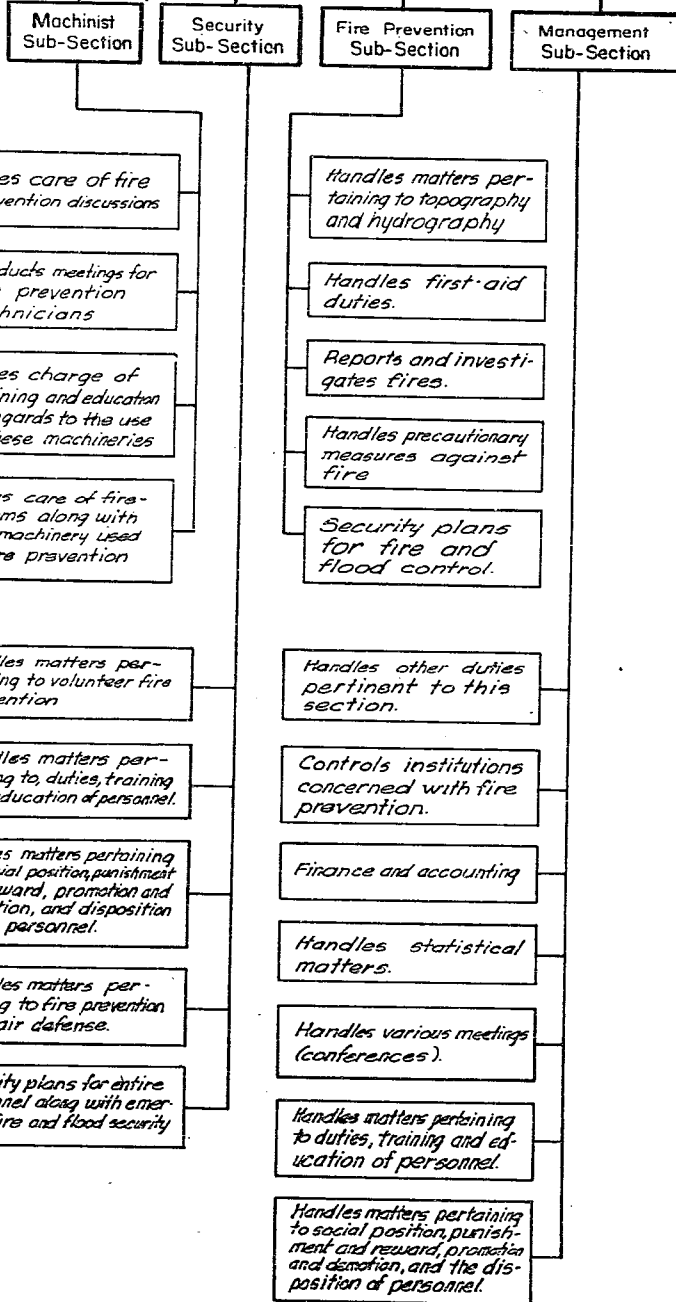 Machinist
Sub-Section
Security
Sub-Section
Fire Prevention
Sub-Section
Management
Sub-Section
es care of fire
vention discussions
ducts meetings for
prevention
hnicians
es charge of
ning and education
gards to the use
ese machineries
s care of fire-
ms along with
machinery used
re prevention
Handles matters per-
taining to topography
and hydrography
Handles first-aid
duties.
Reports and investi-
gates fires.
Handles precautionary
measures against
fire
Security plans
for fire and
flood control.
les matters per-
ing to volunteer fire
ention
dles matters per-
ng to, duties, training
education of personnel.
es matters pertaining
cial position, punishment
ward, promotion and
tion, and disposition
personnel.
les matters per-
g to fire prevention
air defense.
ity plans for entire
nnel along with emer-
ire and flood security
Handles other duties
pertinent to this
section.
Controls institutions
concerned with fire
prevention.
Finance and accounting
Handles statistical
matters.
Handles various meetings
(conferences).
Handles matters pertaining
to duties, training and ed-
ucation of personnel.
Handles matters pertaining
to social position, punish-
ment and reward, promotion
and demotion, and the dis-
position of personnel.